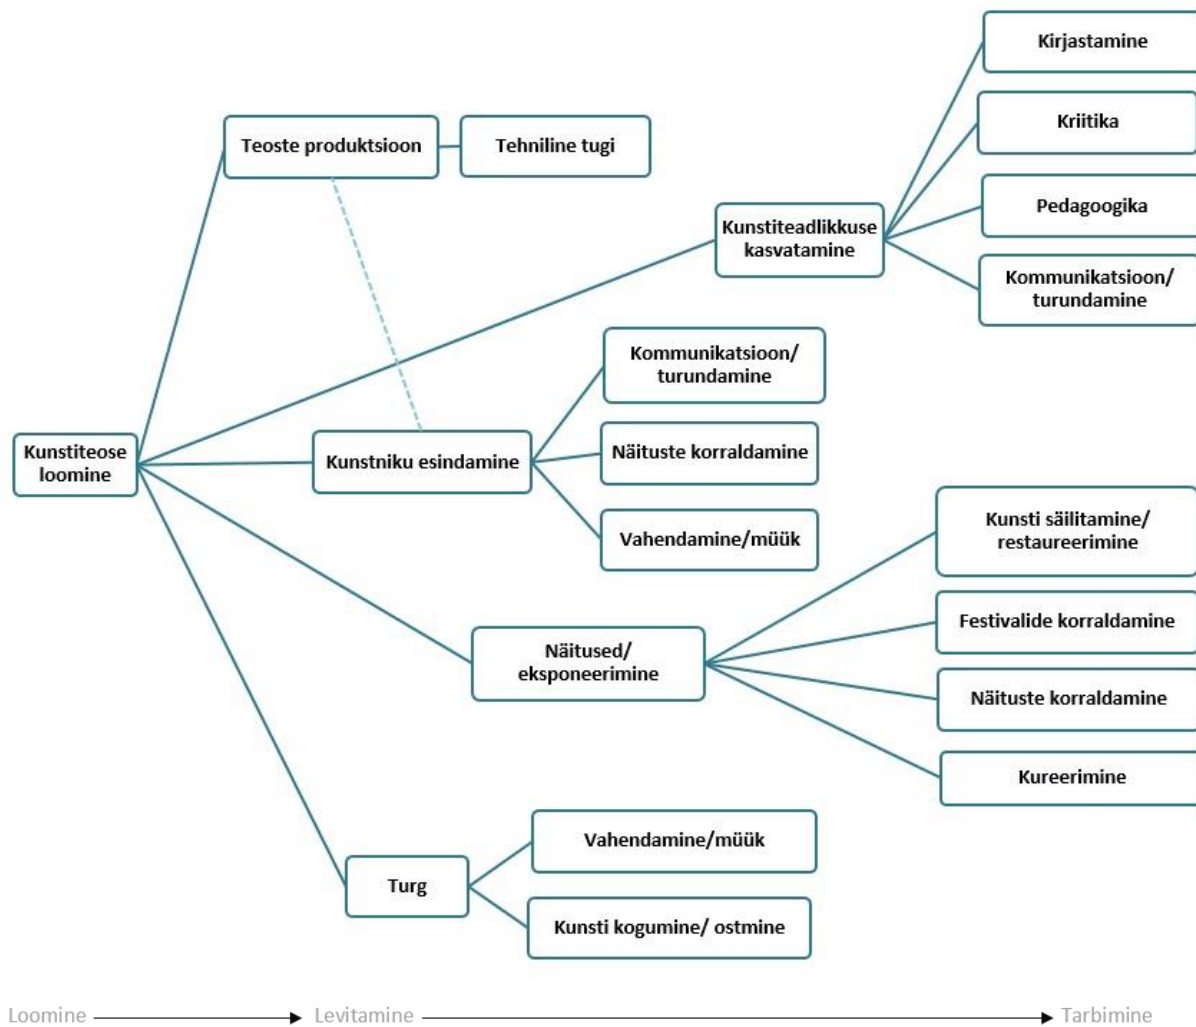 Kirjastamine
Kriitika
Teoste produktsioon
Tehniline tugi
Pedagoogika
Kunstiteadlikkuse
kasvatamine
Kommunikatsioon/
turundamine
Kommunikatsioon/
turundamine
Kunstiteose
loomine
Kunstniku esindamine
Näituste korraldamine
Vahendamine/müük
Kunsti säilitamine/
restaureerimine
Festivalide korraldamine
Näitused/
eksponeerimine
Näituste korraldamine
Kureerimine
Vahendamine/müük
Turg
Kunsti kogumine/ ostmine
Loomine
Levitamine
Tarbimine